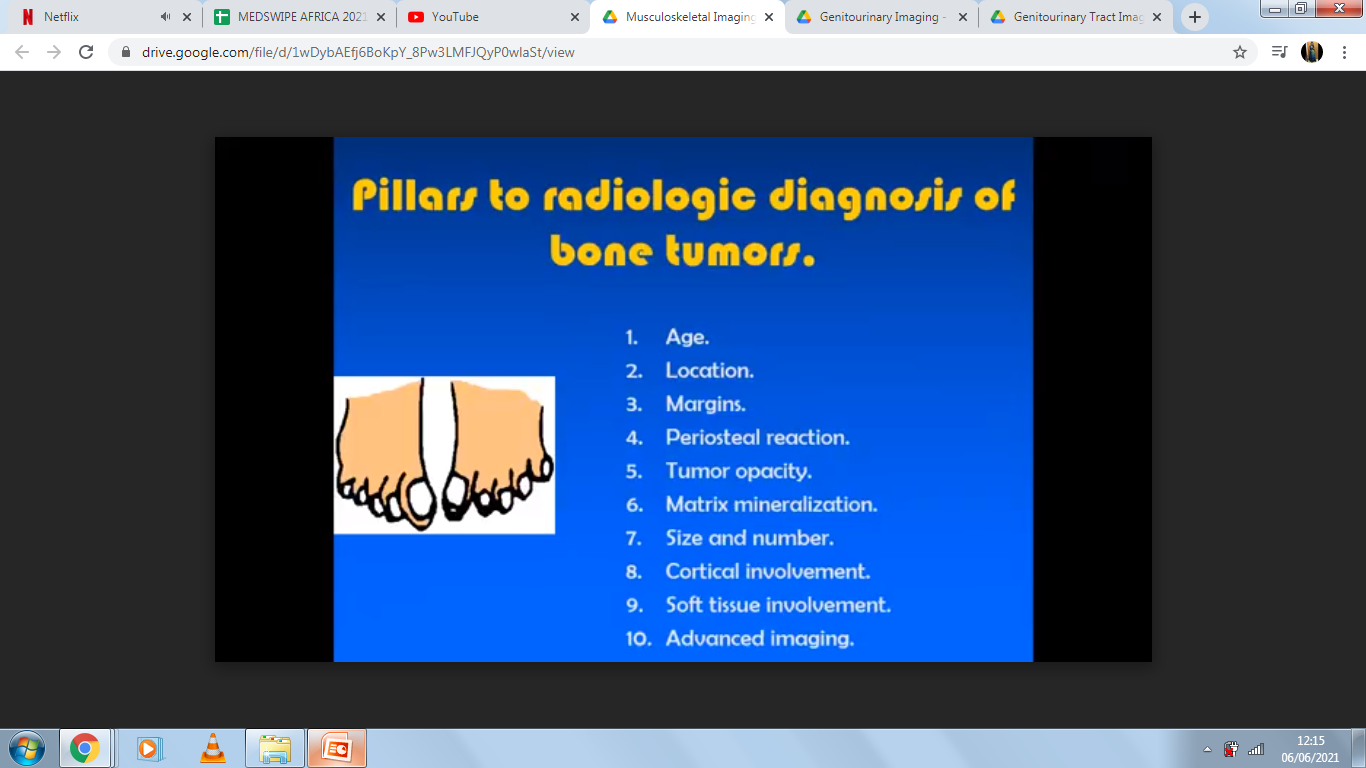 Netflix
MEDSWIPE AFRICA 2021
YouTube
Musculoskeletal Imaging
Genitourinary Imaging -
Genitourinary Tract Imag
drive.google.com/file/d/1wDybAEfj6BoKpY_8Pw3LMFJQyP0wlaSt/view
Pillars to radiologic diagnosis of
bone tumors.
1. Age.
2. Location.
3. Margins.
4. Periosteal reaction.
5. Tumor opacity.
6. Matrix mineralization.
7. Size and number.
8. Cortical involvement.
9. Soft tissue involvement.
10. Advanced imaging.
12:15
06/06/2021